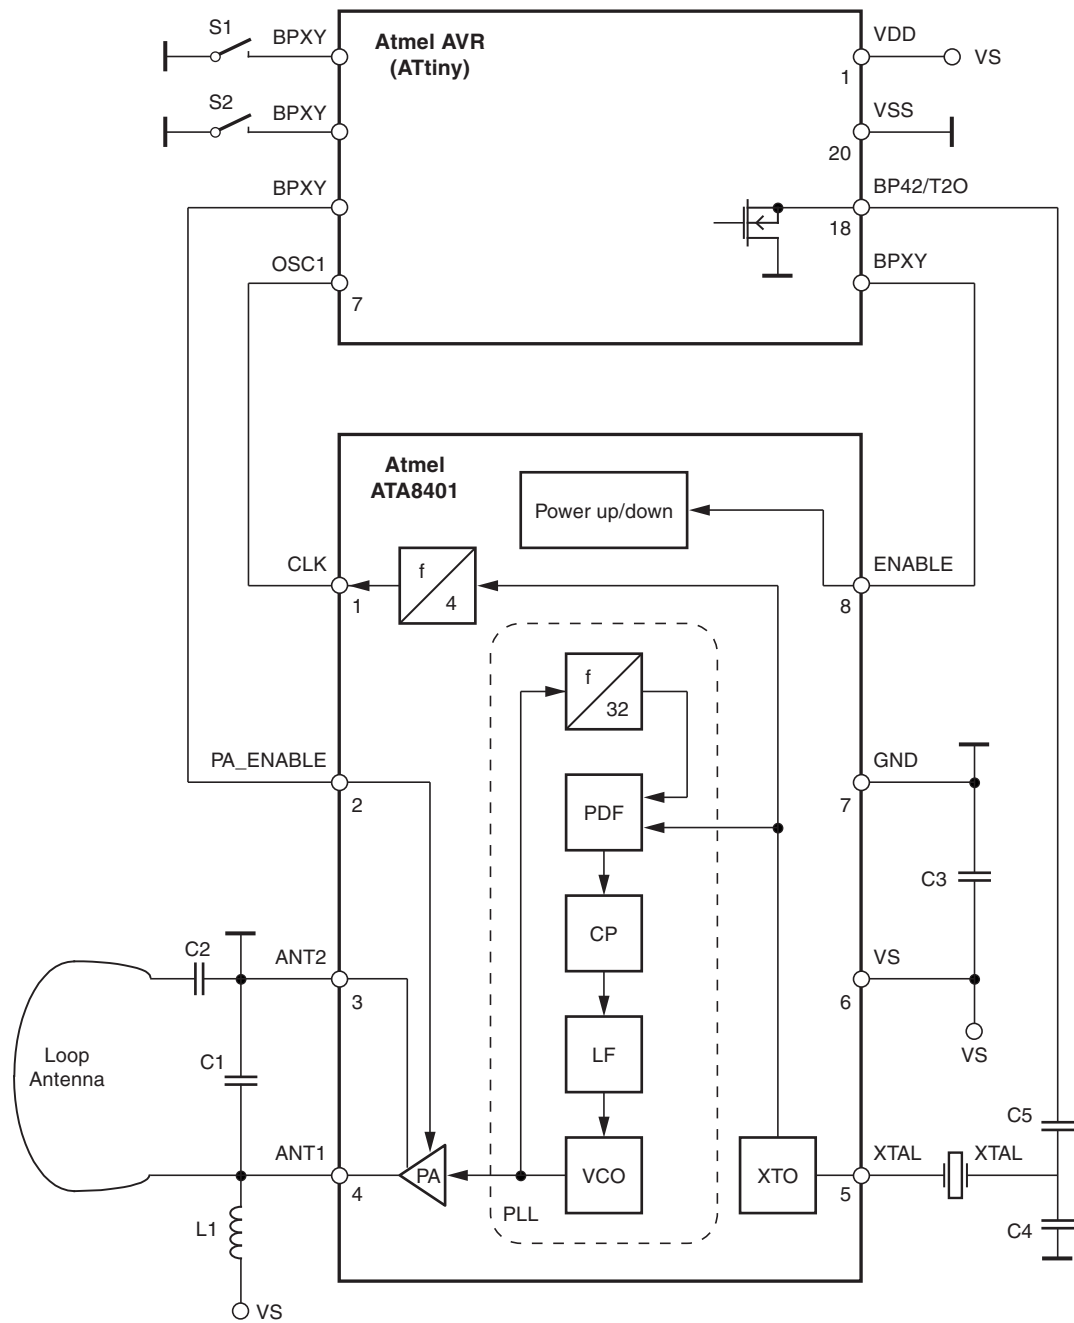 S1
BPXY
Atmel AVR
(ATtiny)
VDD
1
VS
S2
BPXY
VSS
20
BPXY
BP42/T2O
18
OSC1
7
BPXY
Atmel
ATA8401
Power up/down
CLK
1
f
4
ENABLE
8
f
32
PA_ENABLE
2
GND
7
PDF
C3
CP
C2
ANT2
3
VS
6
VS
Loop
Antenna
C1
LF
C5
ANT1
4
PA
VCO
PLL
XTO
XTAL
5
XTAL
C4
L1
VS